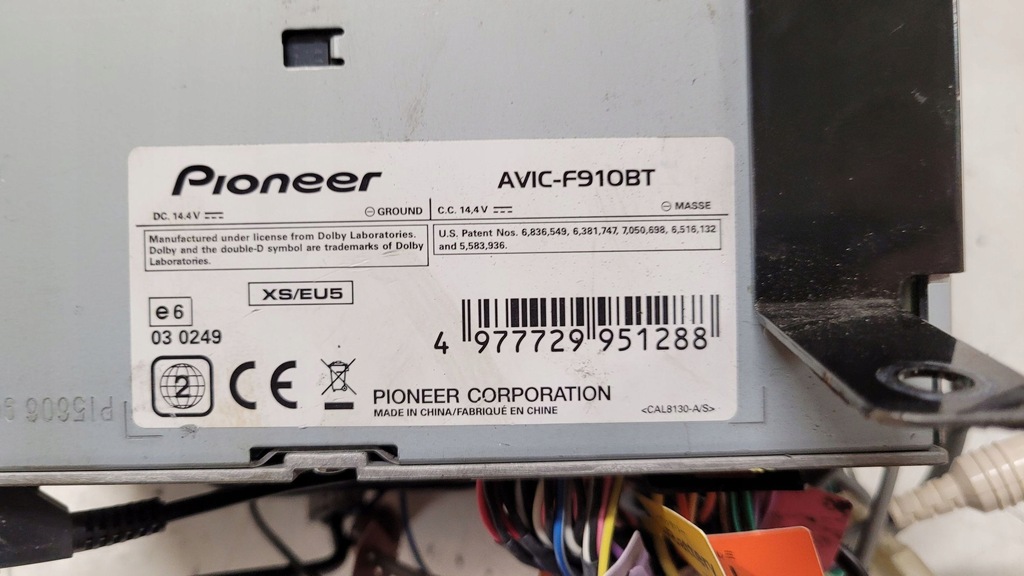 Pioneer AVIC-F910BT
DC. 14.4 V ⎓ ⊖ GROUND C.C. 14,4 V ⎓ ⊖ MASSE
Manufactured under license from Dolby Laboratories.
Dolby and the double-D symbol are trademarks of Dolby
Laboratories.
U.S. Patent Nos. 6,836,549, 6,381,747, 7,050,698, 6,516,132
and 5,583,936.
XS/EU5
e6
03 0249
4 977729 951288
2 CE
PIONEER CORPORATION
MADE IN CHINA/FABRIQUÉ EN CHINE
<CAL8130-A/S>